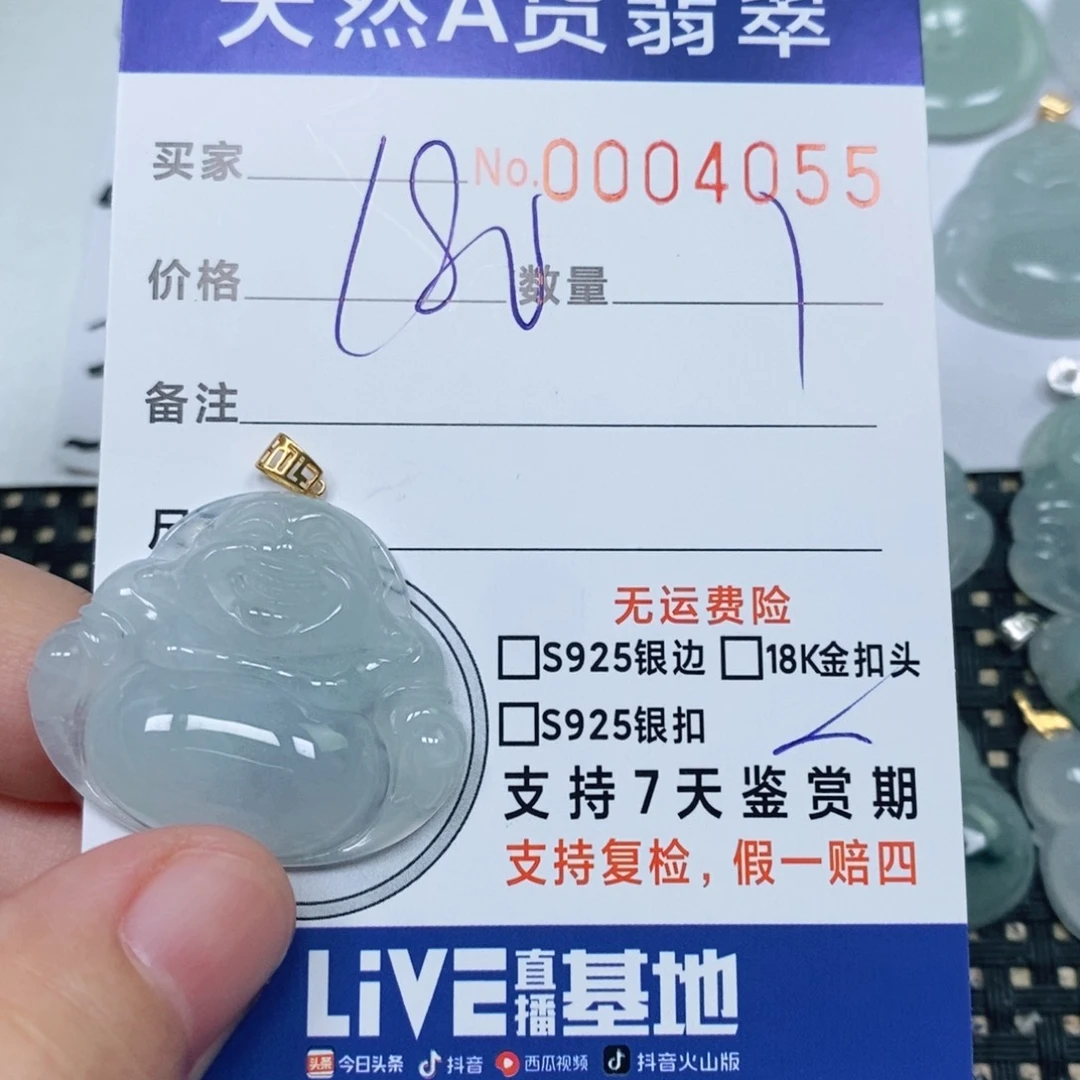 天然A货翡翠
买家 No.0004055
价格 数量 1
备注
尺
无运费险
S925银边 18K金扣头
S925银扣
支持7天鉴赏期
支持复检，假一赔四
LiVE直播基地
头条 今日头条 抖音 西瓜视频 抖音火山版